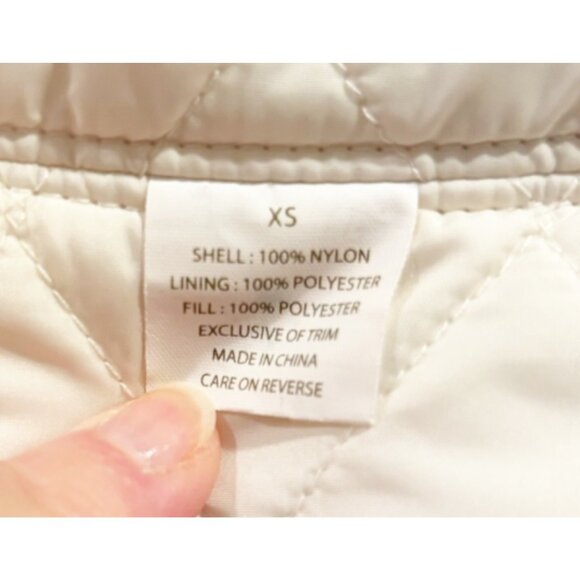 XS
SHELL : 100% NYLON
LINING : 100% POLYESTER
FILL : 100% POLYESTER
EXCLUSIVE OF TRIM
MADE IN CHINA
CARE ON REVERSE